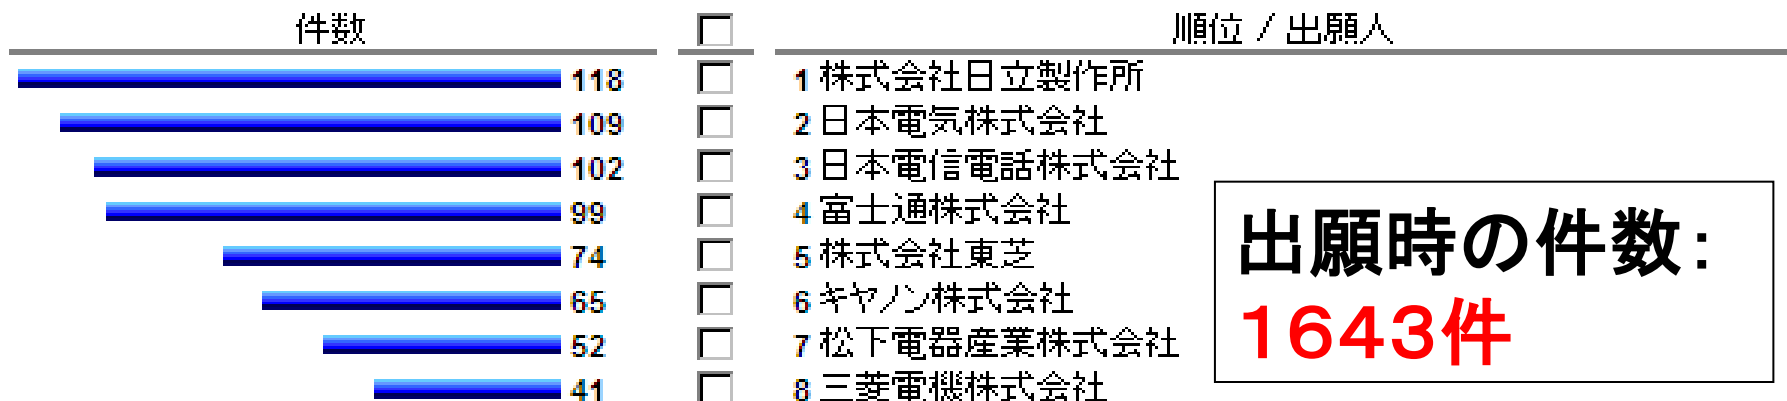 件数 順位 / 出願人
118 1 株式会社日立製作所
109 2 日本電気株式会社
102 3 日本電信電話株式会社
99 4 富士通株式会社
74 5 株式会社東芝
65 6 キヤノン株式会社
52 7 松下電器産業株式会社
41 8 三菱電機株式会社
出願時の件数：
１６４３件